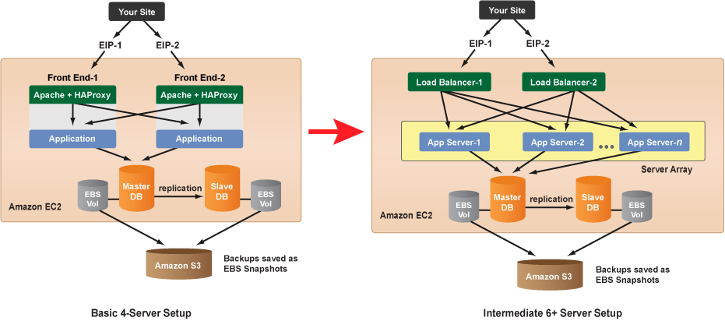 Your Site
EIP-1
EIP-2
Front End-1
Front End-2
Apache + HAProxy
Apache + HAProxy
Application
Application
Master
DB
replication
Slave
DB
EBS
Vol
EBS
Vol
Amazon EC2
Amazon S3
Backups saved as
EBS Snapshots
Basic 4-Server Setup
Your Site
EIP-1
EIP-2
Load Balancer-1
Load Balancer-2
App Server-1
App Server-2
App Server-n
Server Array
Master
DB
replication
Slave
DB
EBS
Vol
EBS
Vol
Amazon EC2
Amazon S3
Backups saved as
EBS Snapshots
Intermediate 6+ Server Setup